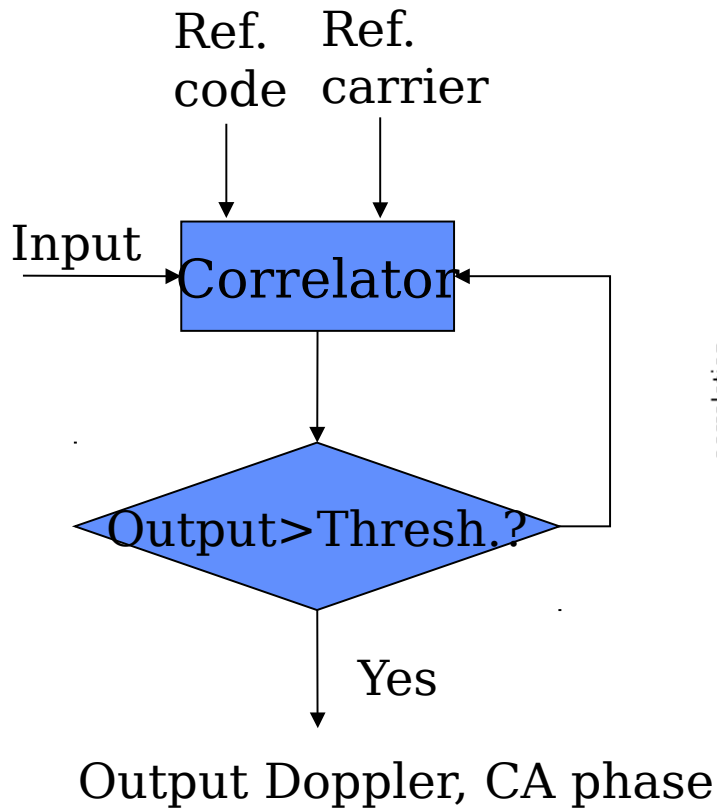 Ref.
code
Ref.
carrier
Input
Correlator
Output>Thresh.?
Yes
Output Doppler, CA phase